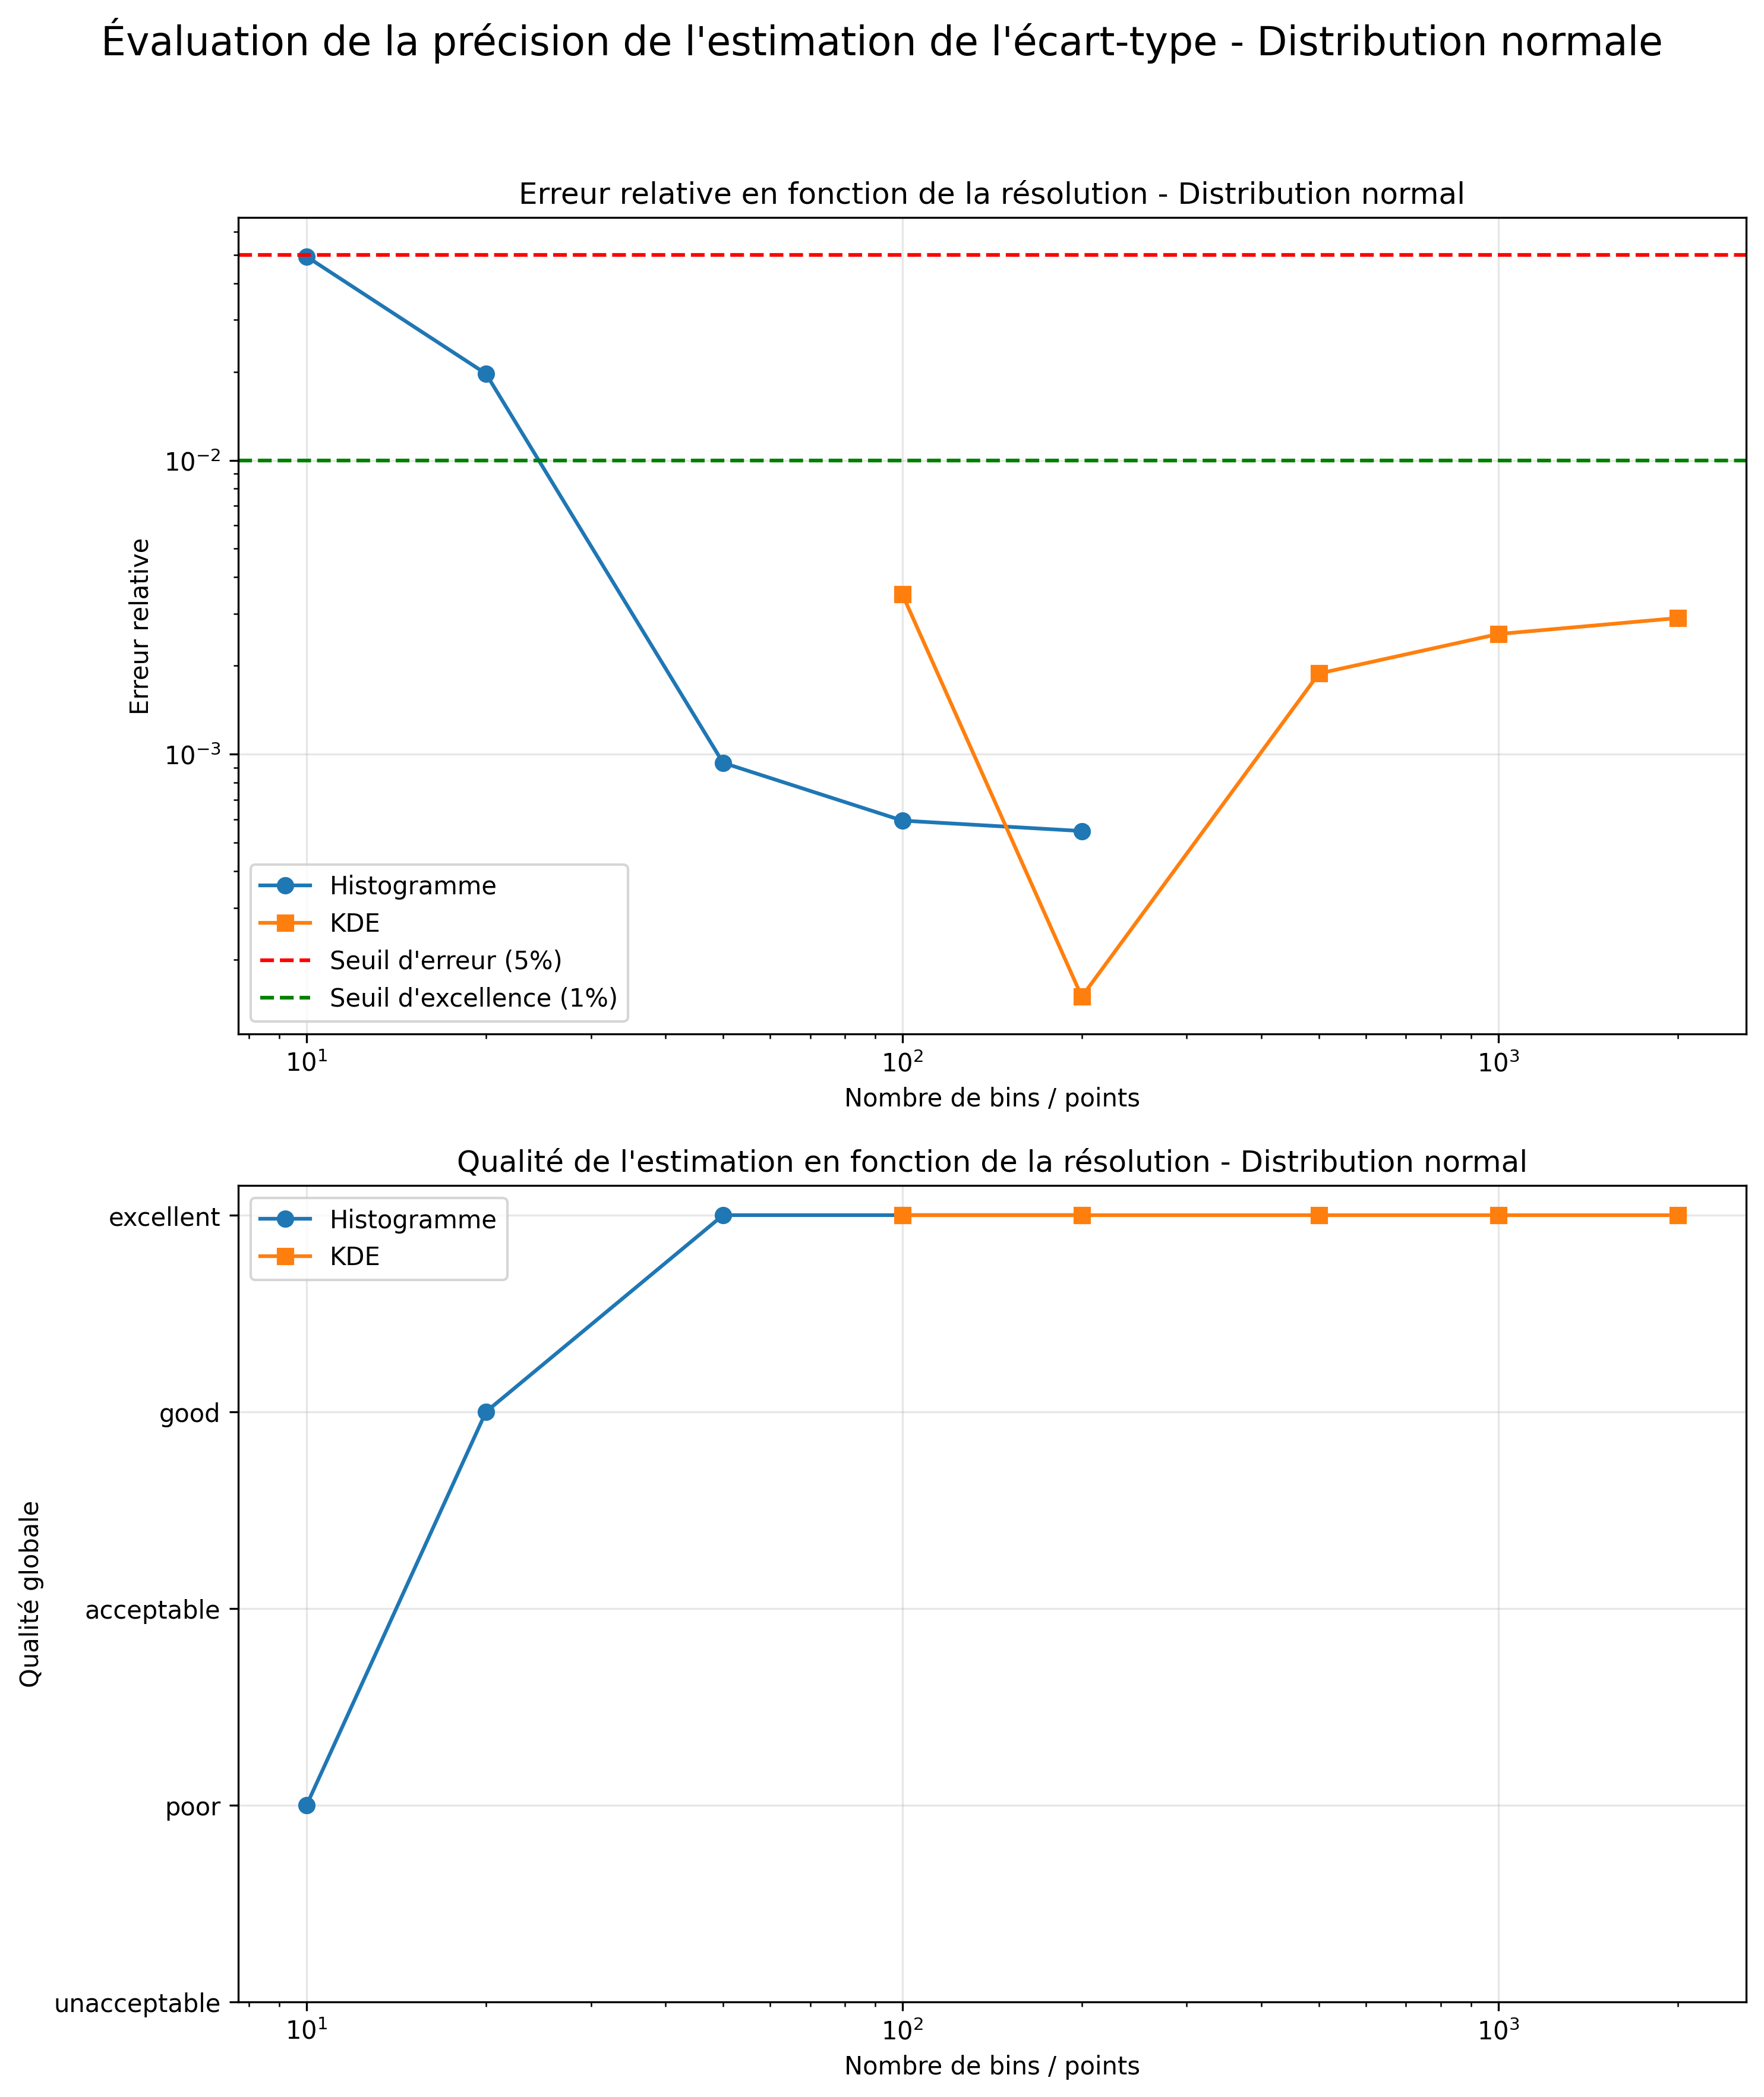 Évaluation de la précision de l'estimation de l'écart-type - Distribution normale
Erreur relative en fonction de la résolution - Distribution normal
Erreur relative
10⁻²
10⁻³
Histogramme
KDE
Seuil d'erreur (5%)
Seuil d'excellence (1%)
10¹ 10² 10³
Nombre de bins / points
Qualité de l'estimation en fonction de la résolution - Distribution normal
Qualité globale
excellent
good
acceptable
poor
unacceptable
Histogramme
KDE
10¹ 10² 10³
Nombre de bins / points